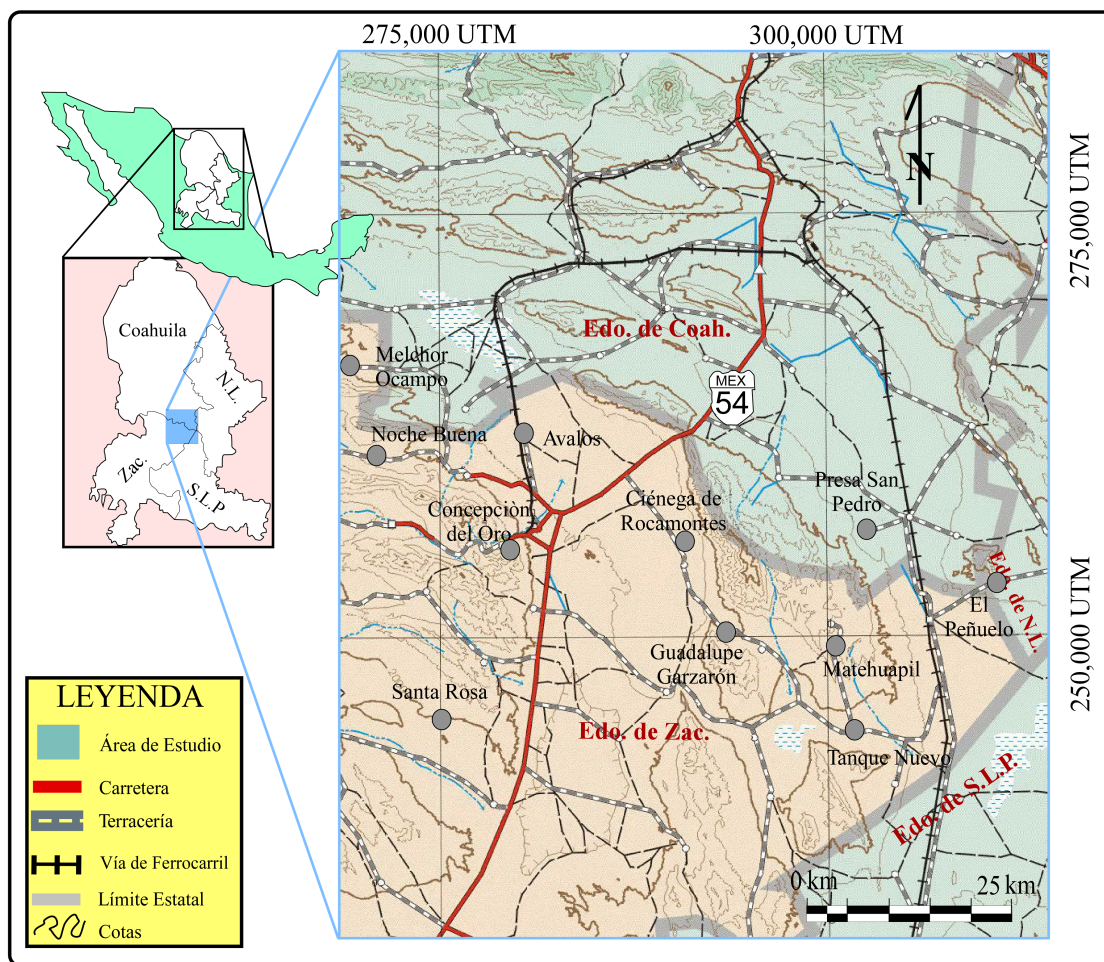 275,000 UTM
300,000 UTM
N
275,000 UTM
250,000 UTM
Coahuila
N.L.
Zac.
S.L.P
Edo. de Coah.
MEX
54
Melchor
Ocampo
Noche Buena
Avalos
Concepciòn
del Oro
Ciénega de
Rocamontes
Presa San
Pedro
El
Peñuelo
Edo. de N.L.
Guadalupe
Garzarón
Matehuapil
Santa Rosa
Edo. de Zac.
Tanque Nuevo
Edo. de S.L.P.
0 km
25 km
LEYENDA
Área de Estudio
Carretera
Terracería
Vía de Ferrocarril
Límite Estatal
Cotas